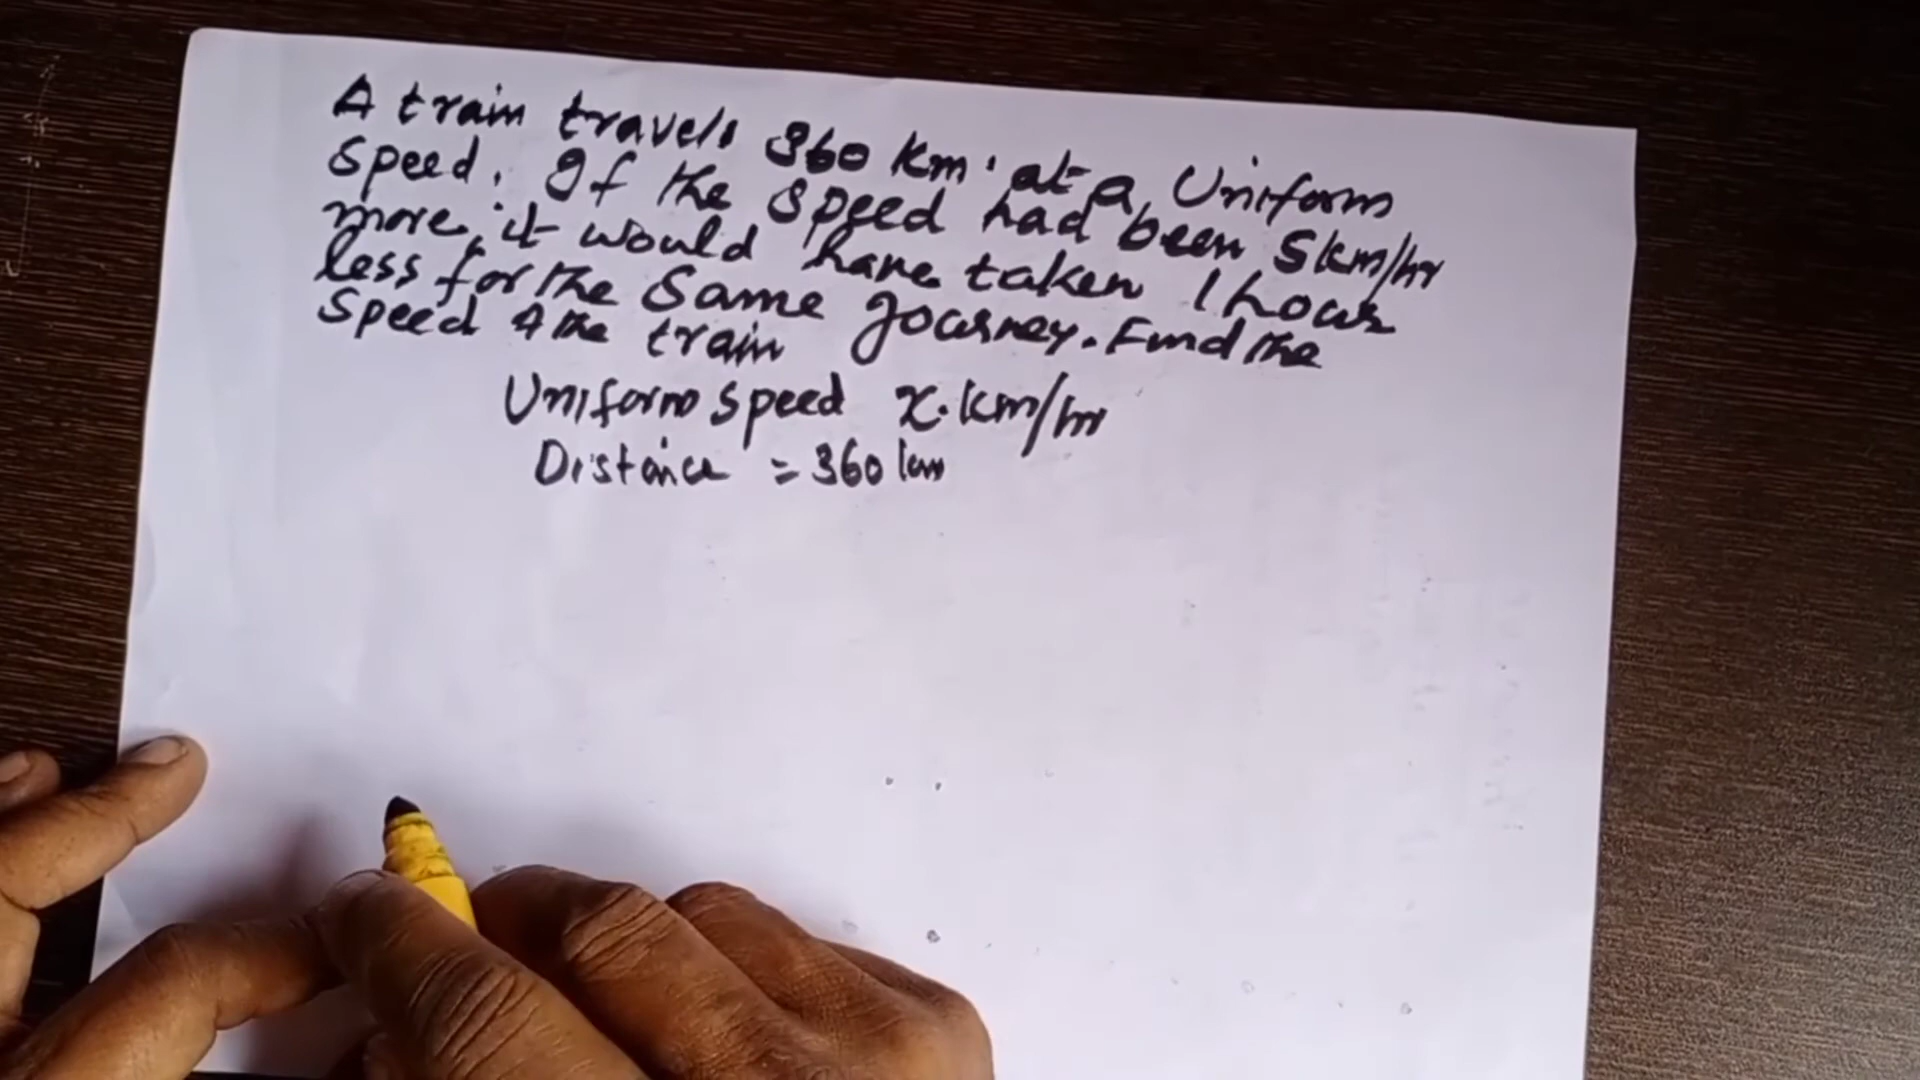 A train travels 360 km. at a Uniform
speed. If the speed had been 5km/hr
more, it would have taken 1 hour
less for the same Journey. Find the
speed of the train
Uniform speed x. km/hr
Distance = 360 km